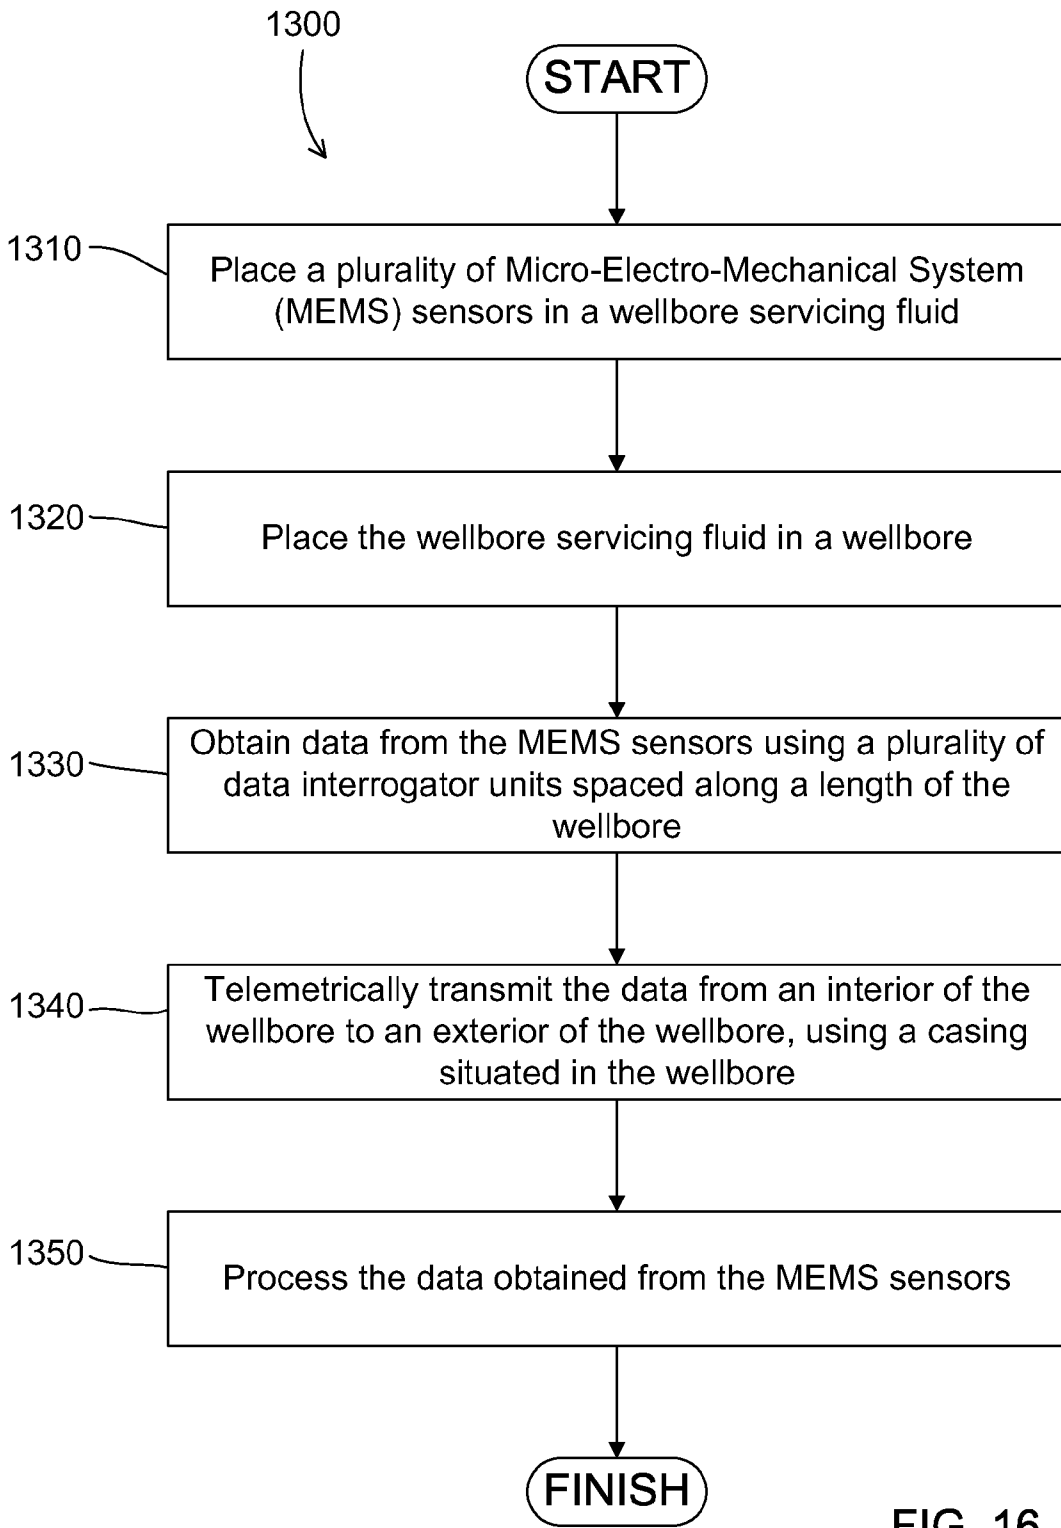 1300
START
1310
Place a plurality of Micro-Electro-Mechanical System
(MEMS) sensors in a wellbore servicing fluid
1320
Place the wellbore servicing fluid in a wellbore
1330
Obtain data from the MEMS sensors using a plurality of
data interrogator units spaced along a length of the
wellbore
1340
Telemetrically transmit the data from an interior of the
wellbore to an exterior of the wellbore, using a casing
situated in the wellbore
1350
Process the data obtained from the MEMS sensors
FINISH
FIG. 16